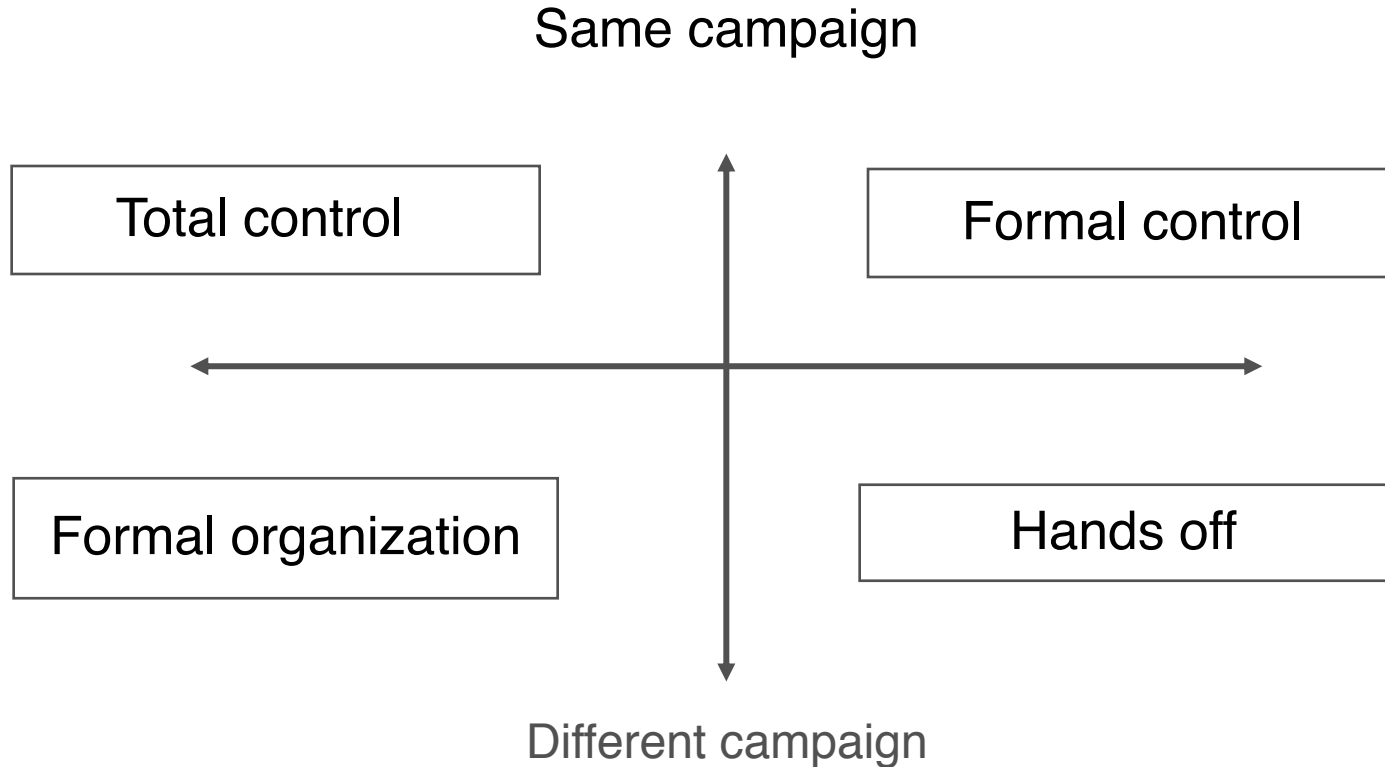 Same campaign
Total control
Formal control
Formal organization
Hands off
Different campaign